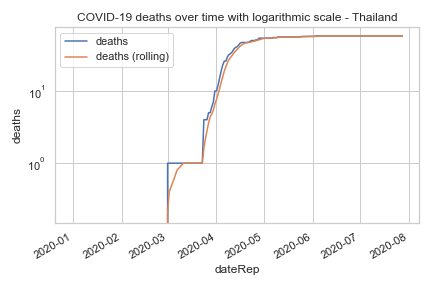 COVID-19 deaths over time with logarithmic scale - Thailand
deaths
deaths (rolling)
10¹
10⁰
deaths
2020-01
2020-02
2020-03
2020-04
2020-05
2020-06
2020-07
2020-08
dateRep